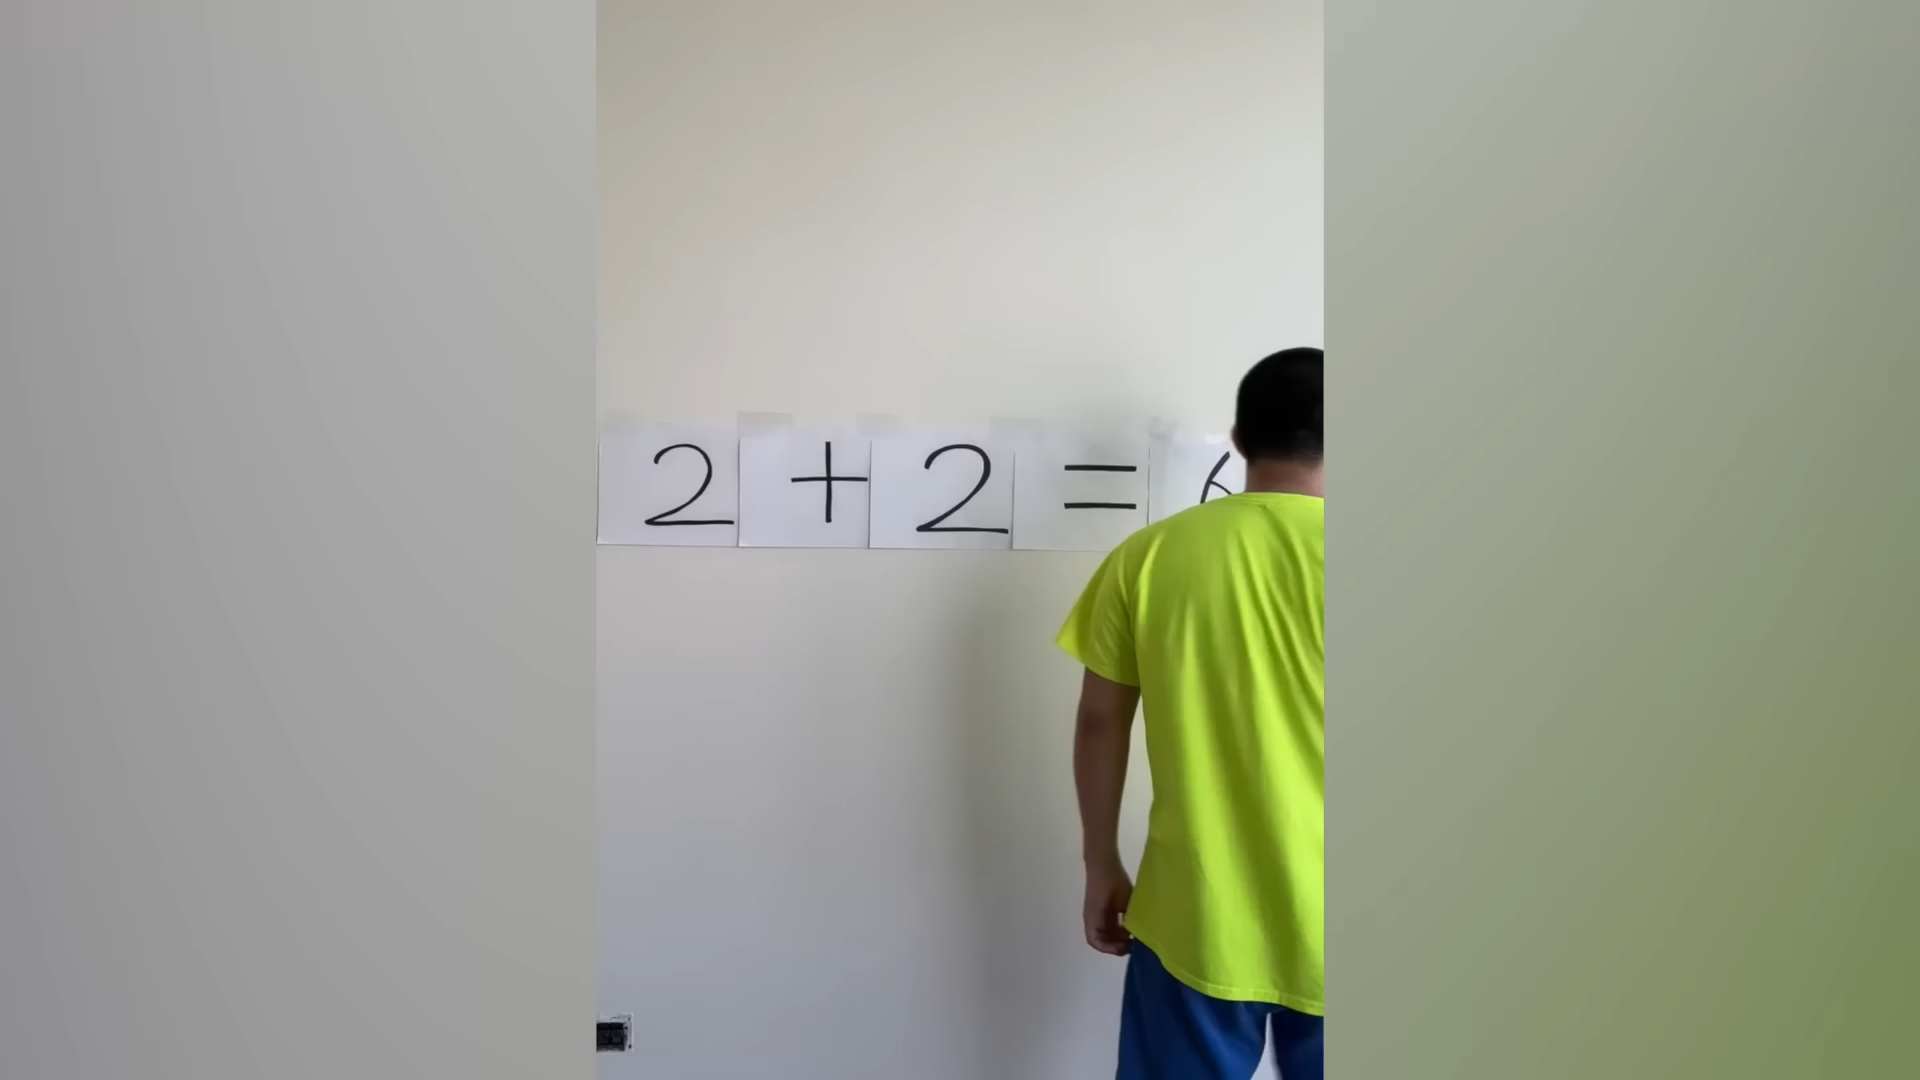 2 + 2 =